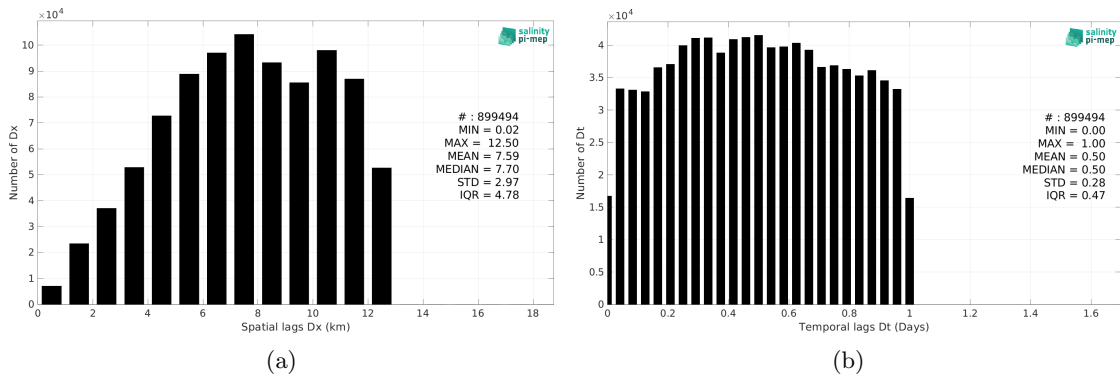 ×10⁴
10
9
8
7
6
5
4
3
2
1
0
Number of Dx
0 2 4 6 8 10 12 14 16 18
Spatial lags Dx (km)
salinity
pi-mep
# : 899494
MIN = 0.02
MAX = 12.50
MEAN = 7.59
MEDIAN = 7.70
STD = 2.97
IQR = 4.78
(a)
×10⁴
4
3.5
3
2.5
2
1.5
1
0.5
0
Number of Dt
0 0.2 0.4 0.6 0.8 1 1.2 1.4 1.6
Temporal lags Dt (Days)
salinity
pi-mep
# : 899494
MIN = 0.00
MAX = 1.00
MEAN = 0.50
MEDIAN = 0.50
STD = 0.28
IQR = 0.47
(b)